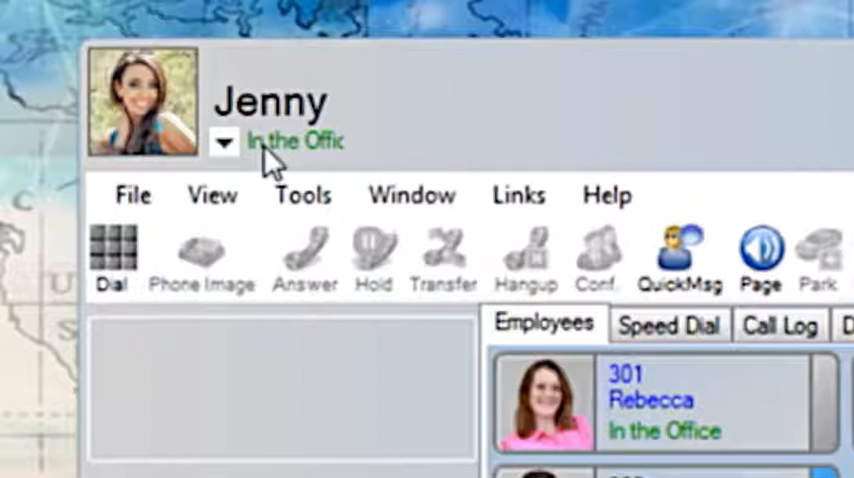 Jenny
In the Offic
File View Tools Window Links Help
Dial Phone Image Answer Hold Transfer Hangup Conf. QuickMsg Page Park
Employees Speed Dial Call Log D
301
Rebecca
In the Office